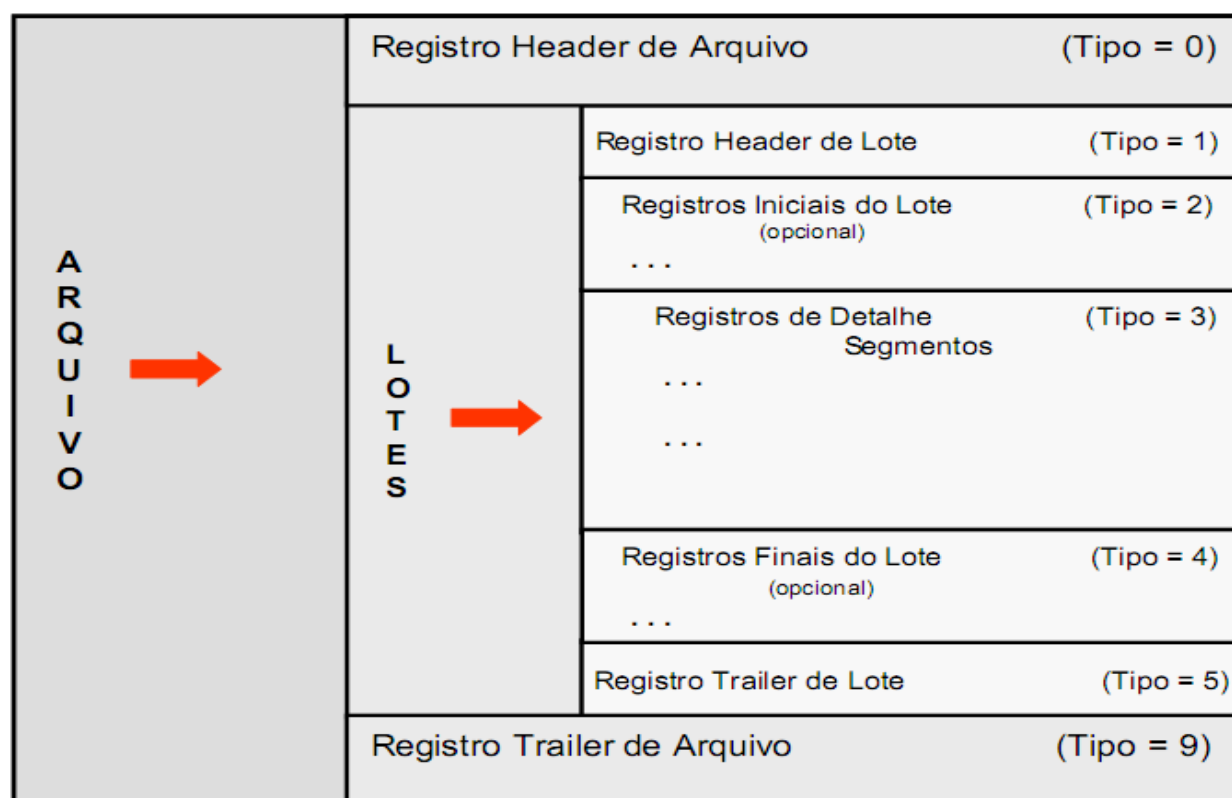 ARQUIVO
Registro Header de Arquivo (Tipo = 0)
LOTES
Registro Header de Lote (Tipo = 1)
Registros Iniciais do Lote (Tipo = 2)
(opcional)
. . .
Registros de Detalhe (Tipo = 3)
Segmentos
. . .
. . .
Registros Finais do Lote (Tipo = 4)
(opcional)
. . .
Registro Trailer de Lote (Tipo = 5)
Registro Trailer de Arquivo (Tipo = 9)